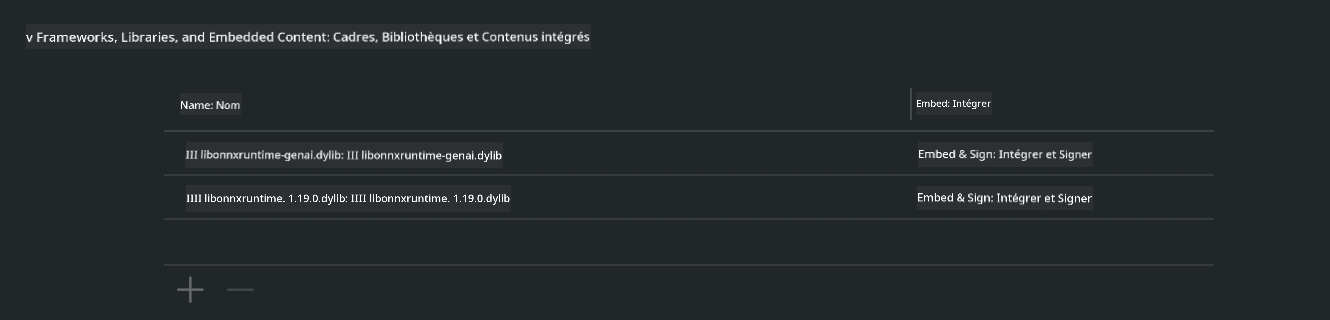 v Frameworks, Libraries, and Embedded Content: Cadres, Bibliothèques et Contenus intégrés
Name: Nom
Embed: Intégrer
III libonnxruntime-genai.dylib: III libonnxruntime-genai.dylib
Embed & Sign: Intégrer et Signer
IIII libonnxruntime. 1.19.0.dyllb: IIII libonnxruntime. 1.19.0.dyllb
Embed & Sign: Intégrer et Signer